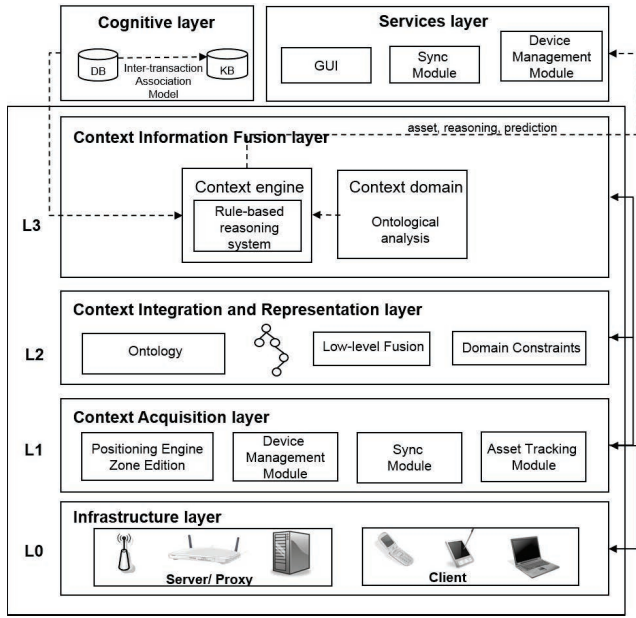 Cognitive layer
DB
Inter-transaction
Association
Model
KB
Services layer
GUI
Sync
Module
Device
Management
Module
asset, reasoning, prediction
Context Information Fusion layer
L3
Context engine
Rule-based
reasoning
system
Context domain
Ontological
analysis
Context Integration and Representation layer
L2
Ontology
Low-level Fusion
Domain Constraints
Context Acquisition layer
L1
Positioning Engine
Zone Edition
Device
Management
Module
Sync
Module
Asset Tracking
Module
Infrastructure layer
L0
Server/ Proxy
Client